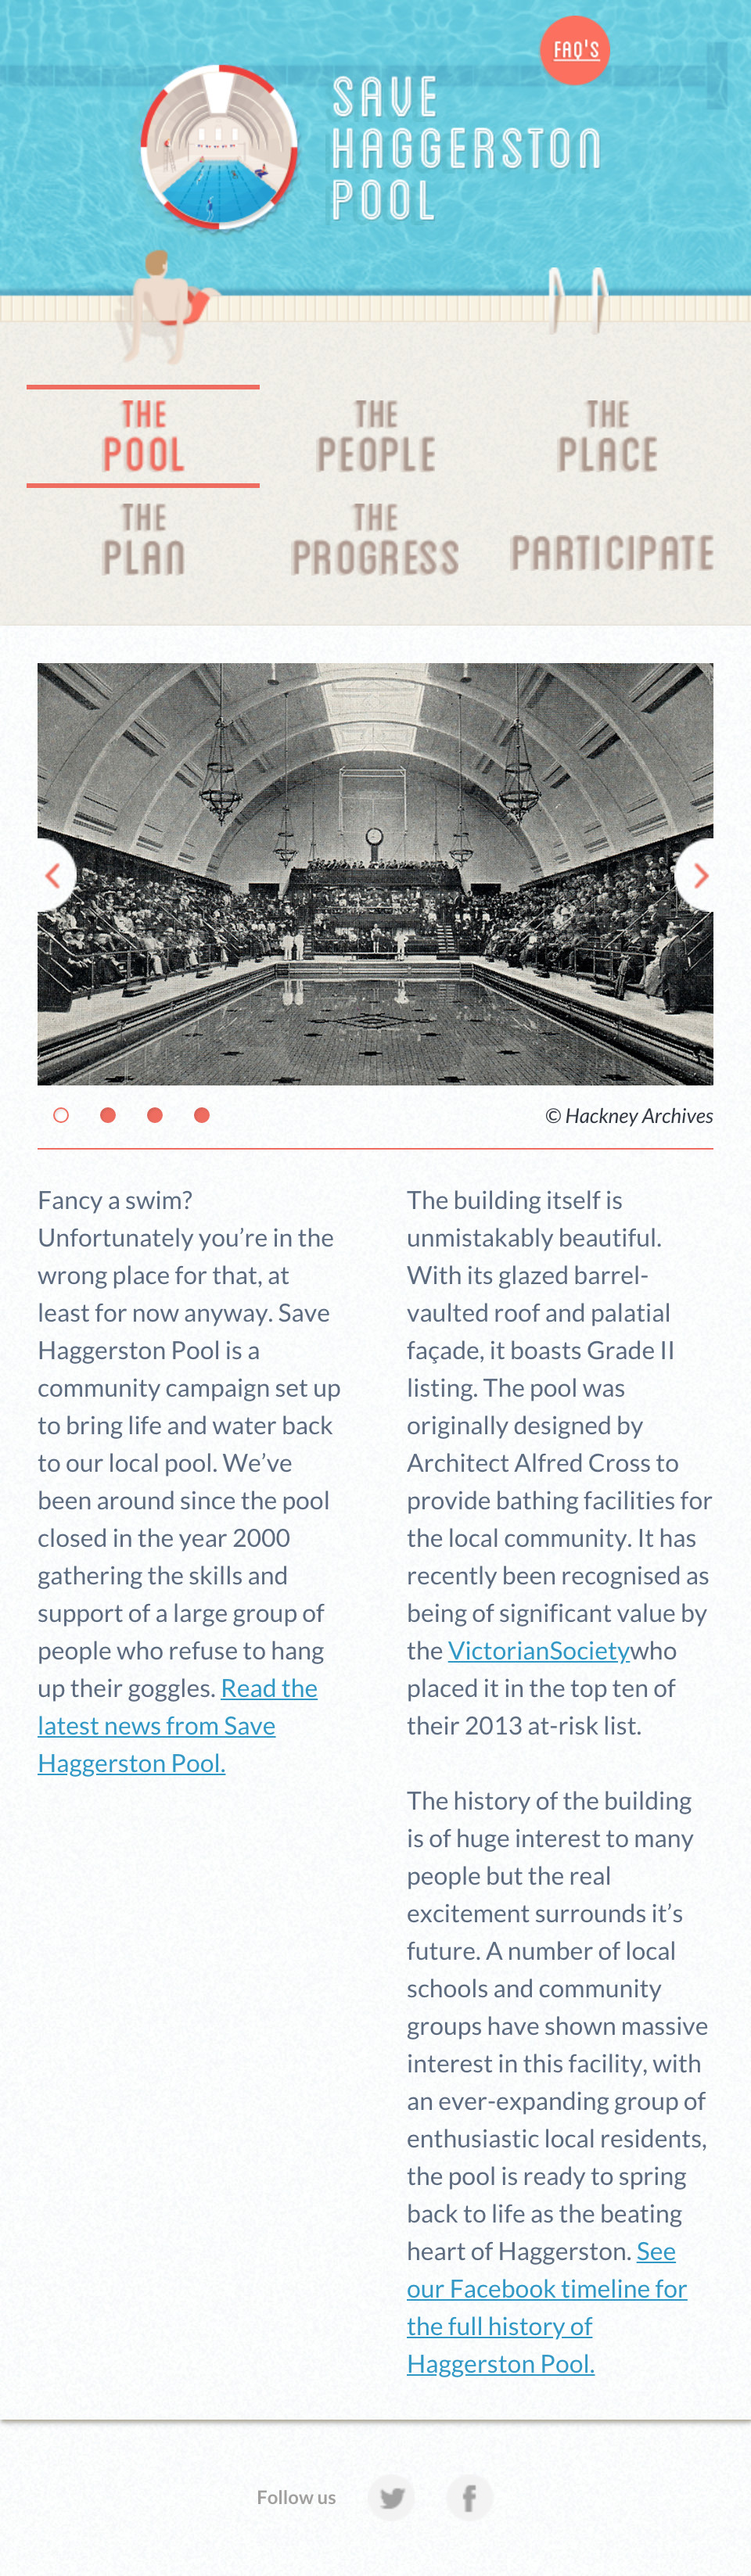 FAQ'S
SAVE
HAGGERSTON
POOL
THE
POOL
THE
PEOPLE
THE
PLACE
THE
PLAN
THE
PROGRESS
PARTICIPATE
© Hackney Archives
Fancy a swim?
Unfortunately you’re in the
wrong place for that, at
least for now anyway. Save
Haggerston Pool is a
community campaign set up
to bring life and water back
to our local pool. We’ve
been around since the pool
closed in the year 2000
gathering the skills and
support of a large group of
people who refuse to hang
up their goggles. Read the
latest news from Save
Haggerston Pool.
The building itself is
unmistakably beautiful.
With its glazed barrel-
vaulted roof and palatial
façade, it boasts Grade II
listing. The pool was
originally designed by
Architect Alfred Cross to
provide bathing facilities for
the local community. It has
recently been recognised as
being of significant value by
the VictorianSocietywho
placed it in the top ten of
their 2013 at-risk list.
The history of the building
is of huge interest to many
people but the real
excitement surrounds it’s
future. A number of local
schools and community
groups have shown massive
interest in this facility, with
an ever-expanding group of
enthusiastic local residents,
the pool is ready to spring
back to life as the beating
heart of Haggerston. See
our Facebook timeline for
the full history of
Haggerston Pool.
Follow us